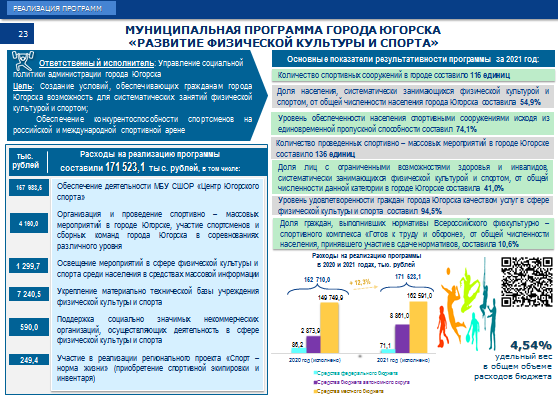 РЕАЛИЗАЦИЯ ПРОГРАММ
23
МУНИЦИПАЛЬНАЯ ПРОГРАММА ГОРОДА ЮГОРСКА
«РАЗВИТИЕ ФИЗИЧЕСКОЙ КУЛЬТУРЫ И СПОРТА»
Ответственный исполнитель: Управление социальной
политики администрации города Югорска
Цель: Создание условий, обеспечивающих гражданам города
Югорска возможность для систематических занятий физической
культурой и спортом;
Обеспечение конкурентоспособности спортсменов на
российской и международной спортивной арене
тыс.
рублей
Расходы на реализацию программы
составили 171 523,1 тыс. рублей, в том числе:
157 983,6
Обеспечение деятельности МБУ СШОР «Центр Югорского
спорта»
4 160,0
Организация и проведение спортивно – массовых
мероприятий в городе Югорске, участие спортсменов и
сборных команд города Югорска в соревнованиях
различного уровня
1 299,7
Освещение мероприятий в сфере физической культуры и
спорта среди населения в средствах массовой информации
7 240,5
Укрепление материально технической базы учреждения
физической культуры и спорта
590,0
Поддержка социально значимых некоммерческих
организаций, осуществляющих деятельность в сфере
физической культуры и спорта
249,4
Участие в реализации регионального проекта «Спорт –
норма жизни» (приобретение спортивной экипировки и
инвентаря)
Основные показатели результативности программы за 2021 год:
Количество спортивных сооружений в городе составило 116 единиц
Доля населения, систематически занимающихся физической культурой и
спортом, от общей численности населения города Югорска составила 54,9%
Уровень обеспеченности населения спортивными сооружениями исходя из
единовременной пропускной способности составил 74,1%
Количество проведенных спортивно – массовых мероприятий в городе Югорске
составило 136 единиц
Доля лиц с ограниченными возможностями здоровья и инвалидов,
систематически занимающихся физической культурой и спортом, от общей
численности данной категории в городе Югорске составила 41,0%
Уровень удовлетворенности граждан города Югорска качеством услуг в сфере
физической культуры и спорта составил 94,5%
Доля граждан, выполнивших нормативы Всероссийского физкультурно –
спортивного комплекса «Готов к труду и обороне», от общей численности
населения, принявшего участие в сдаче нормативов, составила 10,6%
Расходы на реализацию программы
в 2020 и 2021 годах, тыс. рублей
152 710,0
171 523,1
149 749,9
162 591,0
2 873,9
8 861,0
86,2
71,1
2020 год (исполнено)
2021 год (исполнено)
Средства федерального бюджета
Средства бюджета автономного округа
Средства местного бюджета
4,54%
удельный вес
в общем объеме
расходов бюджета